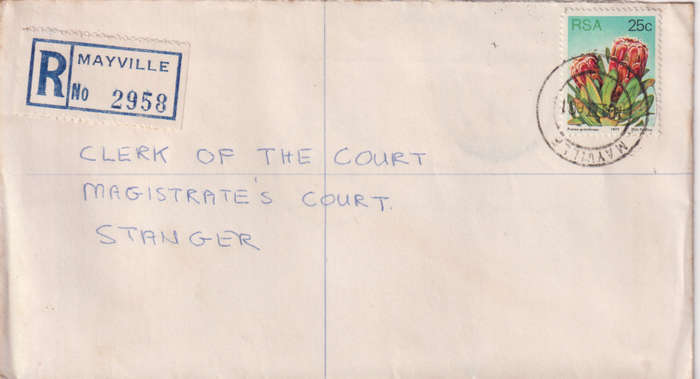 RSA 25c
R MAYVILLE
No 2958
MAYVILLE
CLERK OF THE COURT
MAGISTRATE'S COURT.
STANGER